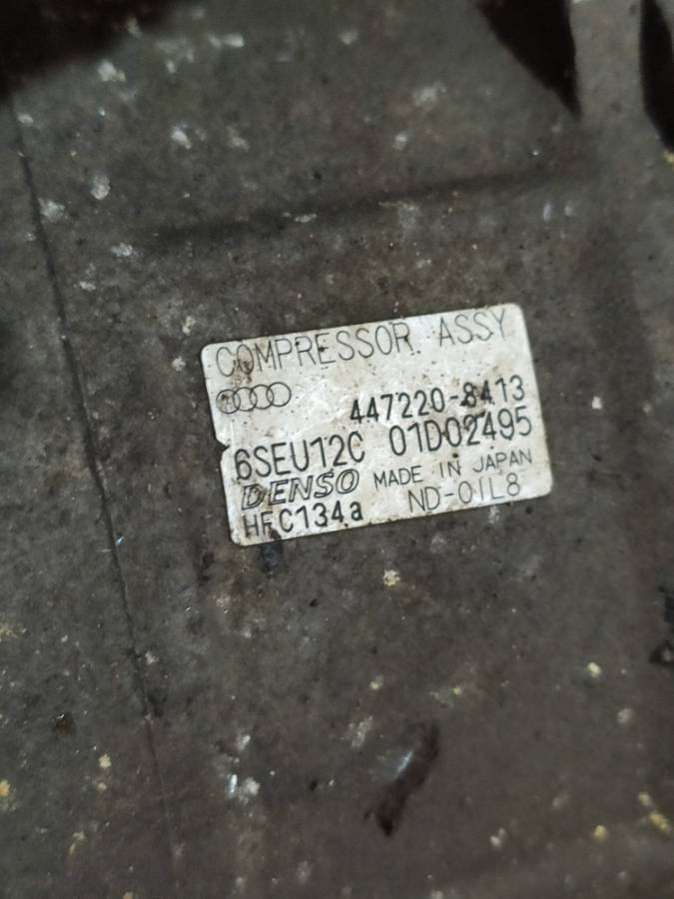 COMPRESSOR ASSY
447220-8413
6SEU12C 01D02495
DENSO MADE IN JAPAN
HFC134a ND-OIL8